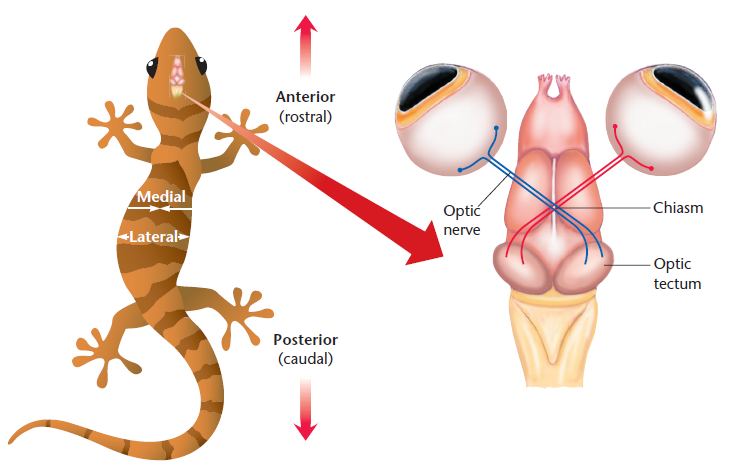 Anterior
(rostral)
Medial
Lateral
Posterior
(caudal)
Optic
nerve
Chiasm
Optic
tectum